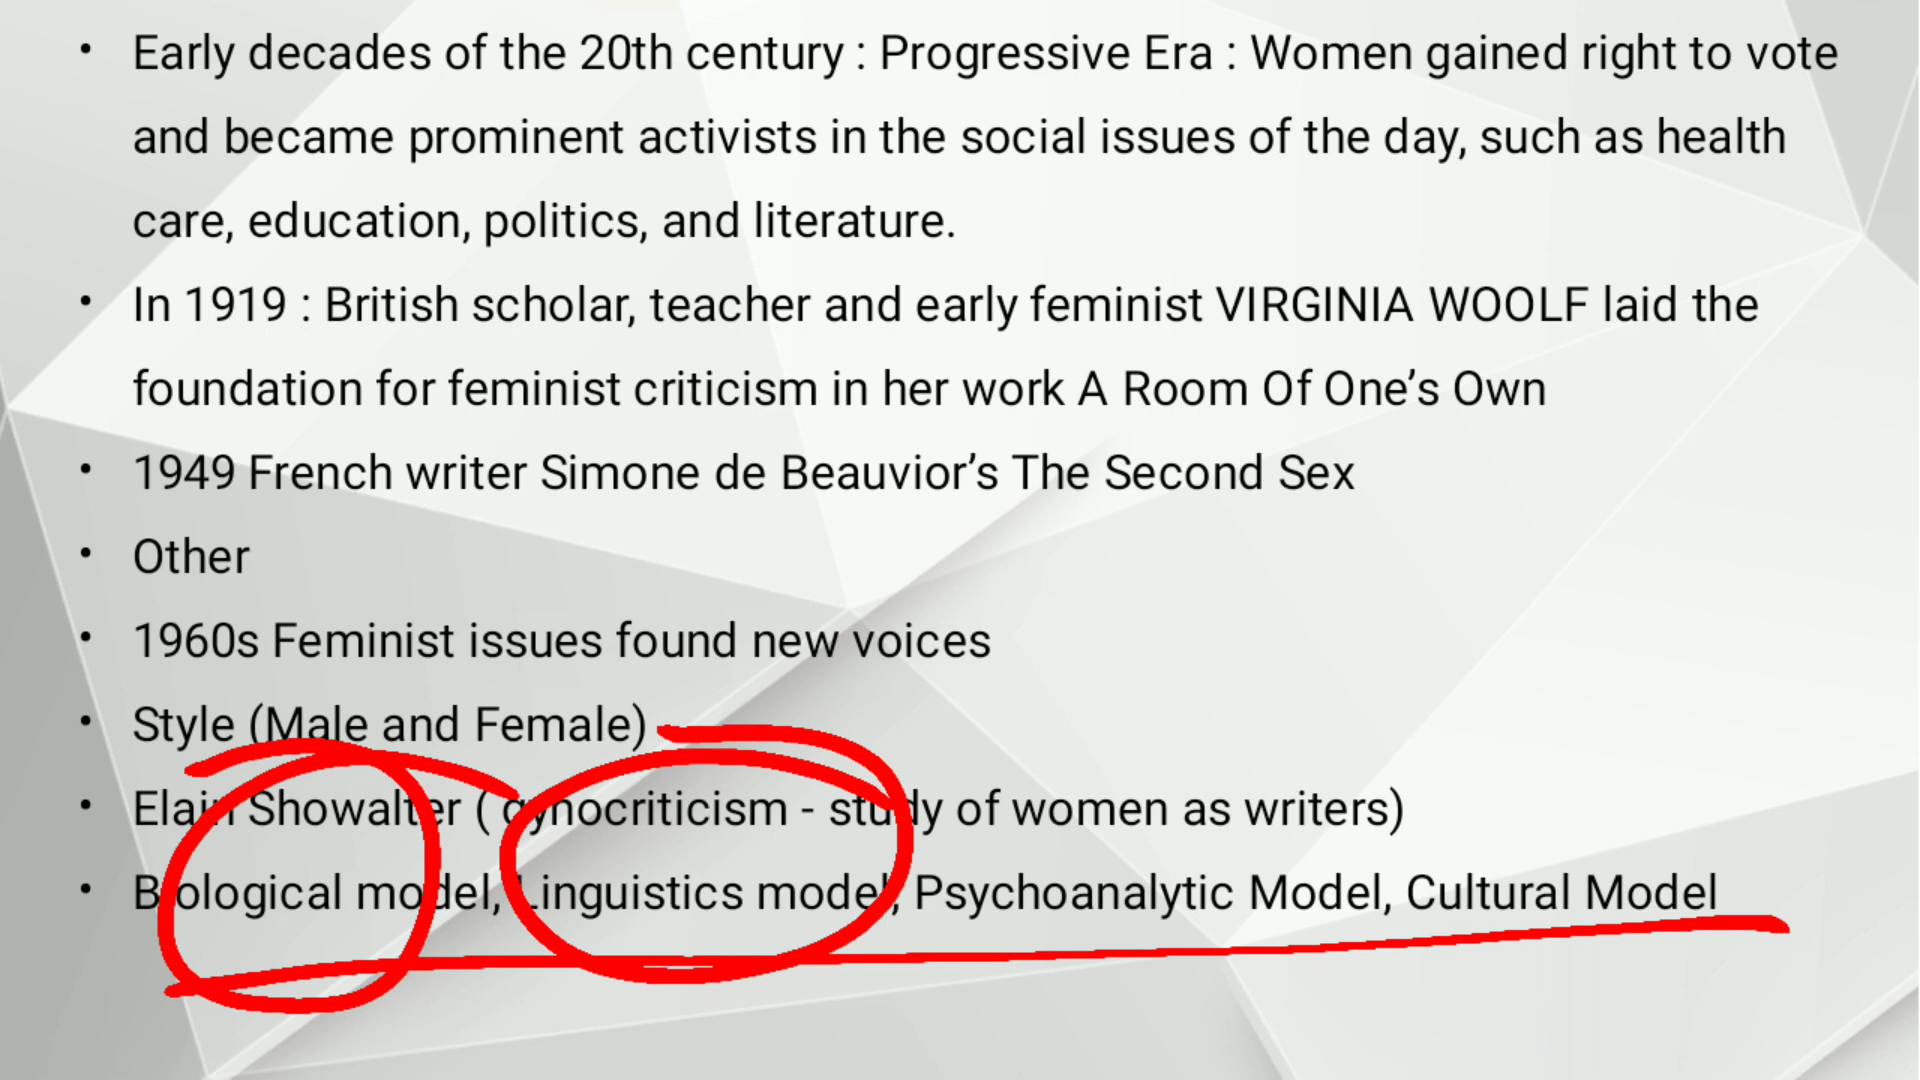 • Early decades of the 20th century : Progressive Era : Women gained right to vote
and became prominent activists in the social issues of the day, such as health
care, education, politics, and literature.
• In 1919 : British scholar, teacher and early feminist VIRGINIA WOOLF laid the
foundation for feminist criticism in her work A Room Of One’s Own
• 1949 French writer Simone de Beauvior’s The Second Sex
• Other
• 1960s Feminist issues found new voices
• Style (Male and Female)
• Elain Showalter ( gynocriticism - study of women as writers)
• Biological model, Linguistics model, Psychoanalytic Model, Cultural Model